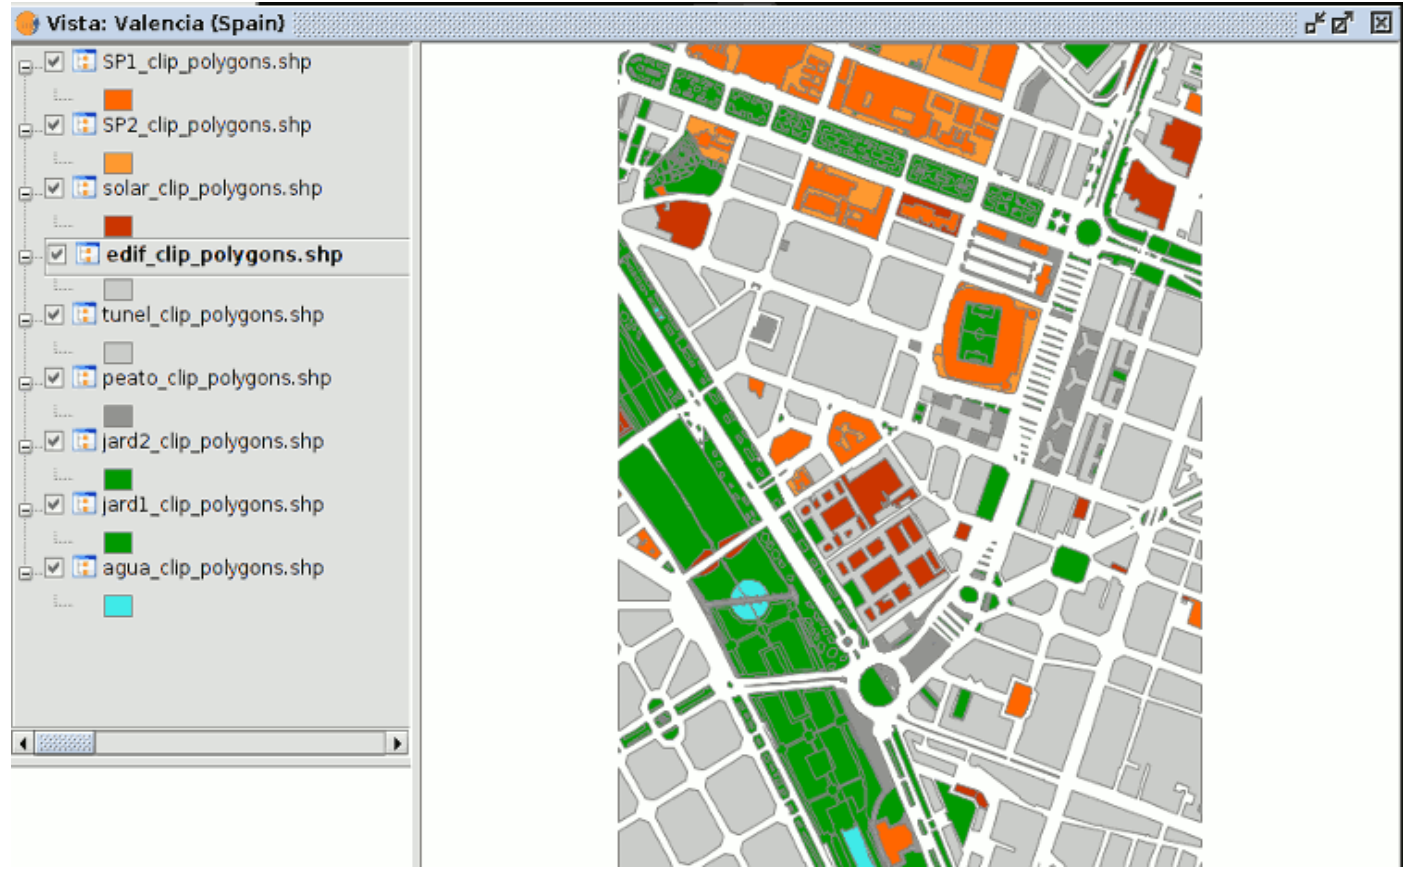 Vista: Valencia (Spain)
SP1_clip_polygons.shp
SP2_clip_polygons.shp
solar_clip_polygons.shp
edif_clip_polygons.shp
tunel_clip_polygons.shp
peato_clip_polygons.shp
jard2_clip_polygons.shp
jard1_clip_polygons.shp
agua_clip_polygons.shp